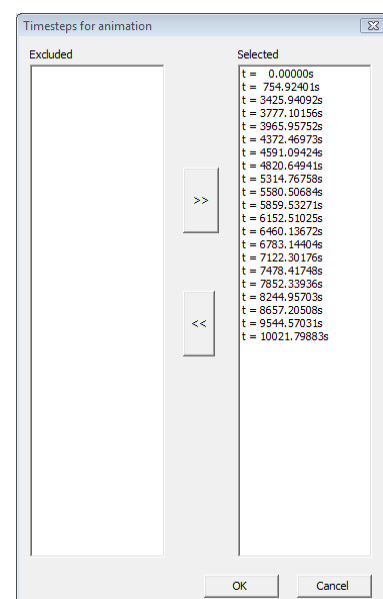 Timesteps for animation
Excluded
Selected
t = 0.00000s
t = 754.92401s
t = 3425.94092s
t = 3777.10156s
t = 3965.95752s
t = 4372.46973s
t = 4591.09424s
t = 4820.64941s
t = 5314.76758s
t = 5580.50684s
t = 5859.53271s
t = 6152.51025s
t = 6460.13672s
t = 6783.14404s
t = 7122.30176s
t = 7478.41748s
t = 7852.33936s
t = 8244.95703s
t = 8657.20508s
t = 9544.57031s
t = 10021.79883s
>>
<<
OK
Cancel